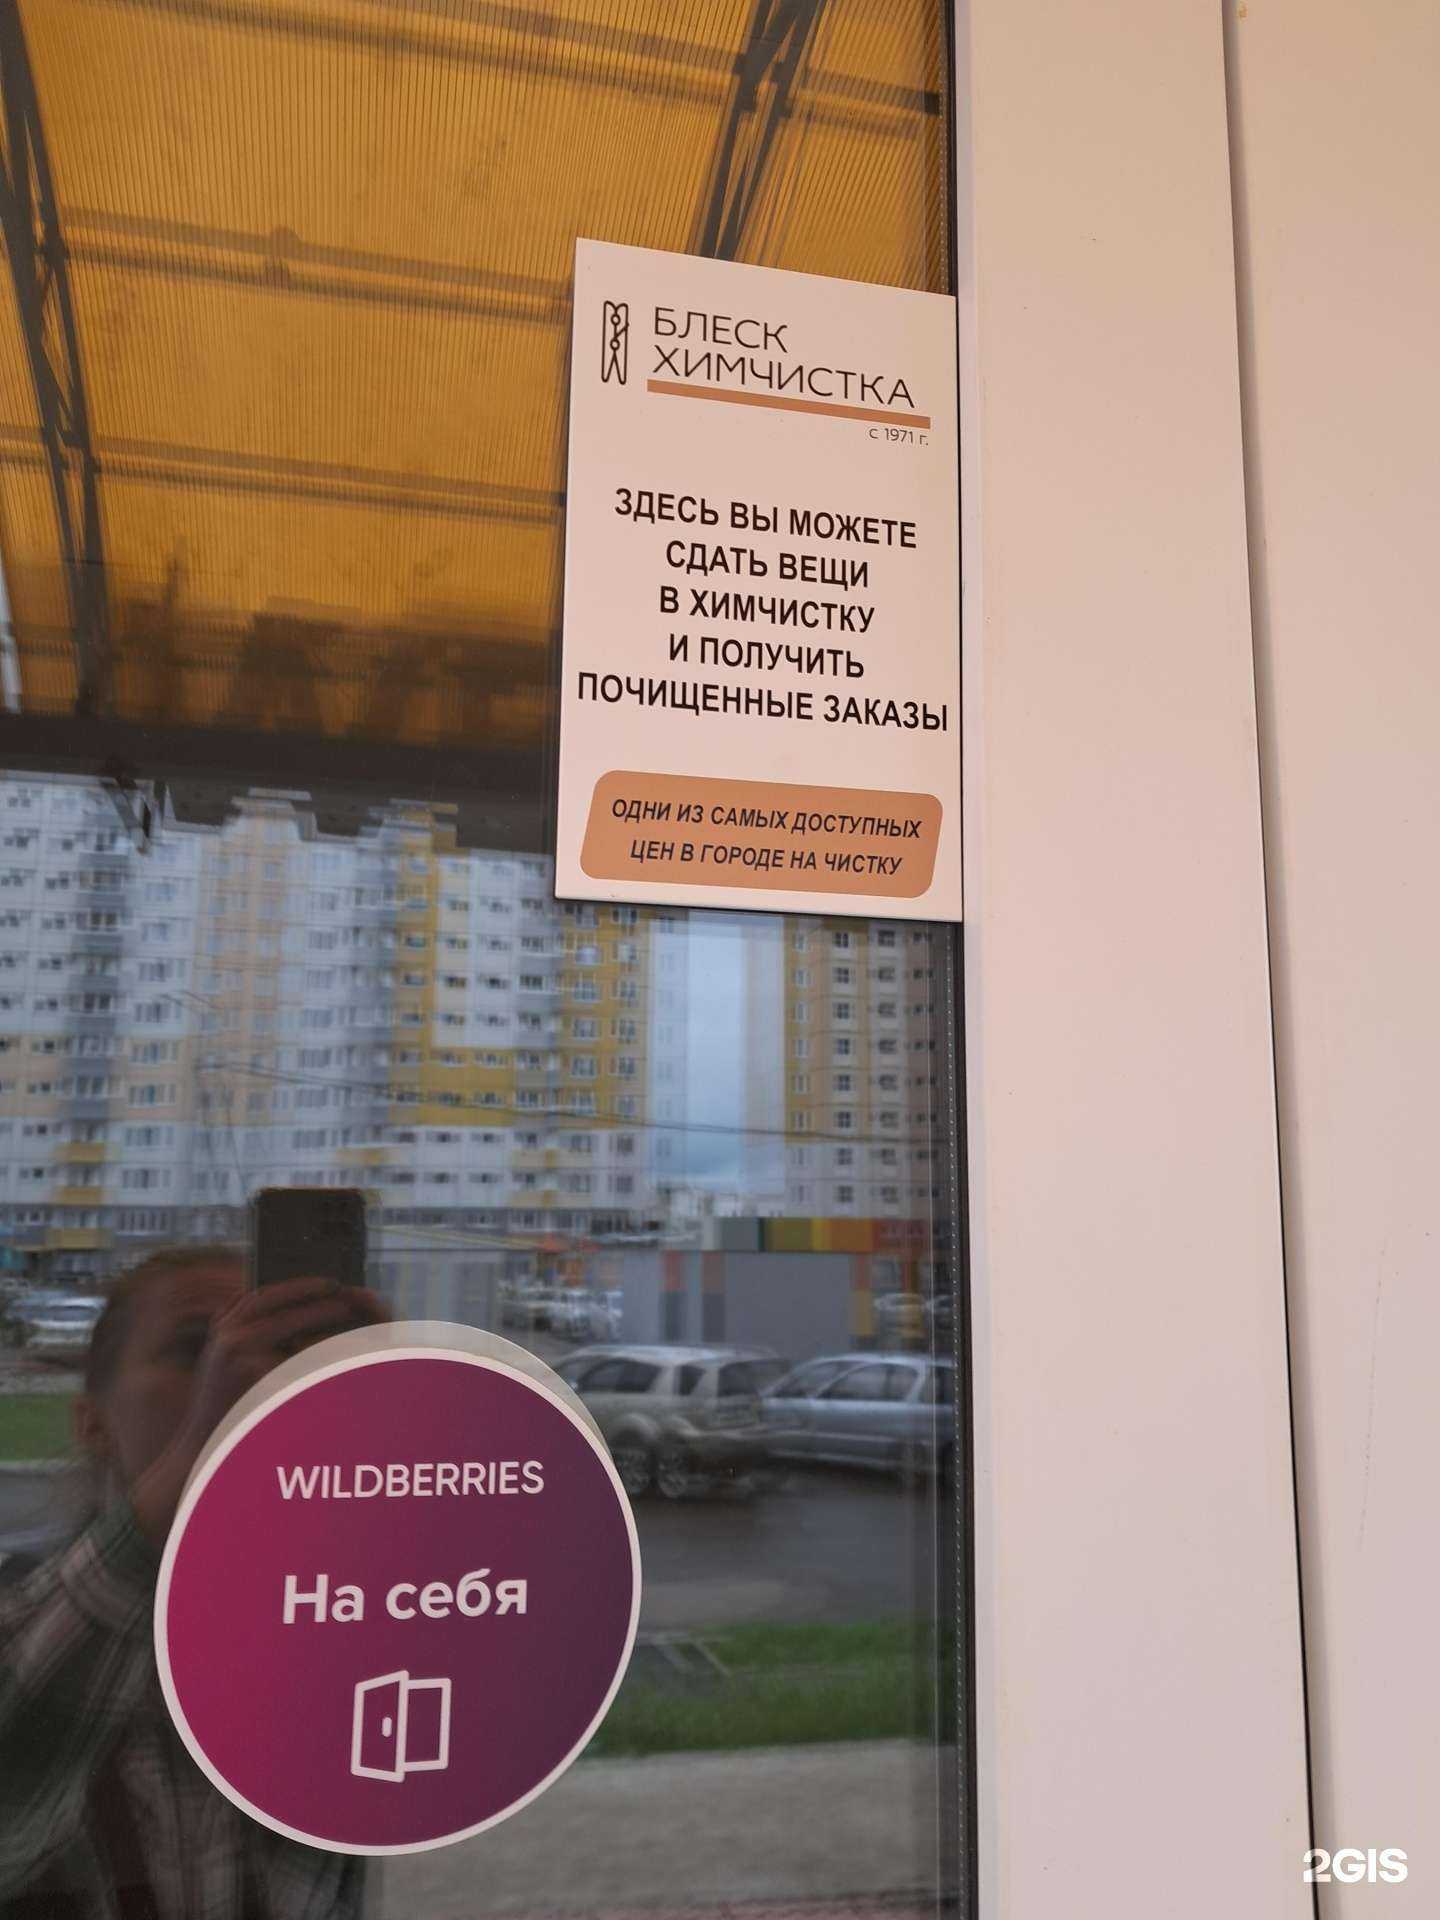 БЛЕСК
ХИМЧИСТКА
с 1971 г.
ЗДЕСЬ ВЫ МОЖЕТЕ
СДАТЬ ВЕЩИ
В ХИМЧИСТКУ
И ПОЛУЧИТЬ
ПОЧИЩЕННЫЕ ЗАКАЗЫ
ОДНИ ИЗ САМЫХ ДОСТУПНЫХ
ЦЕН В ГОРОДЕ НА ЧИСТКУ
WILDBERRIES
На себя
2GIS